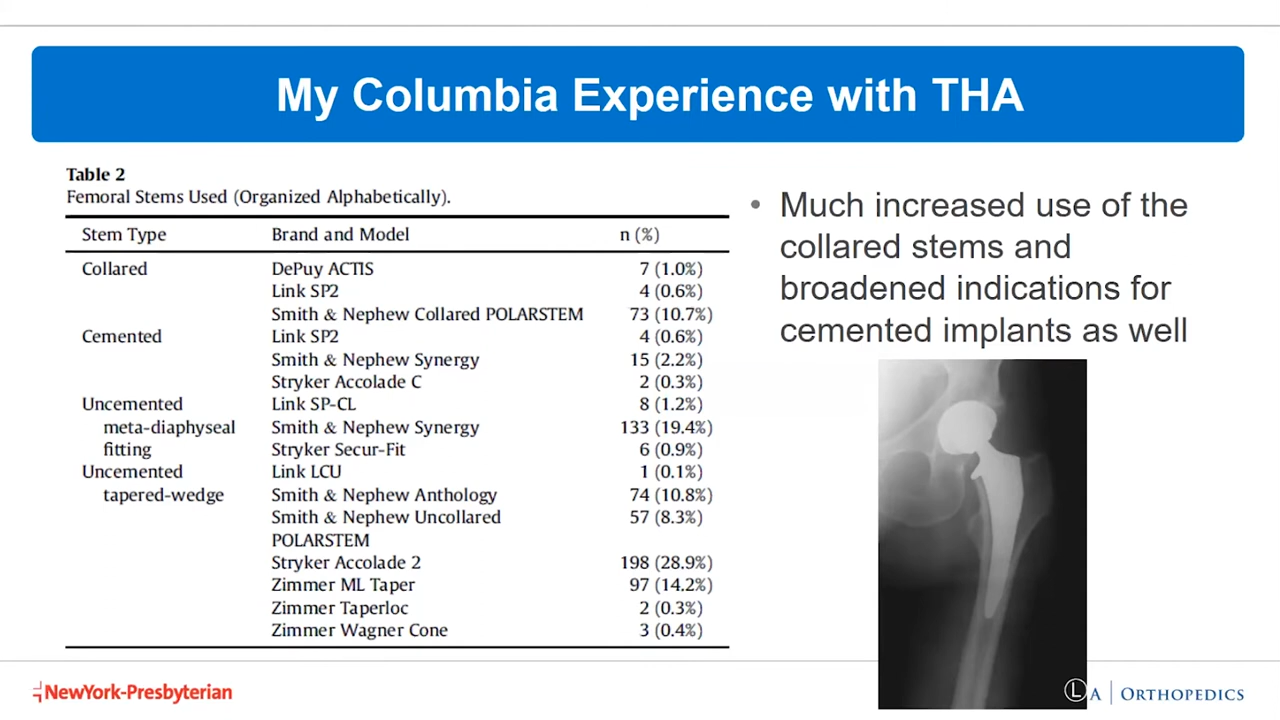 My Columbia Experience with THA
Table 2
Femoral Stems Used (Organized Alphabetically).
Stem Type Brand and Model n (%)
Collared DePuy ACTIS 7 (1.0%)
Link SP2 4 (0.6%)
Smith & Nephew Collared POLARSTEM 73 (10.7%)
Cemented Link SP2 4 (0.6%)
Smith & Nephew Synergy 15 (2.2%)
Stryker Accolade C 2 (0.3%)
Uncemented Link SP-CL 8 (1.2%)
meta-diaphyseal Smith & Nephew Synergy 133 (19.4%)
fitting Stryker Secur-Fit 6 (0.9%)
Uncemented Link LCU 1 (0.1%)
tapered-wedge Smith & Nephew Anthology 74 (10.8%)
Smith & Nephew Uncollared 57 (8.3%)
POLARSTEM
Stryker Accolade 2 198 (28.9%)
Zimmer ML Taper 97 (14.2%)
Zimmer Taperloc 2 (0.3%)
Zimmer Wagner Cone 3 (0.4%)
• Much increased use of the
collared stems and
broadened indications for
cemented implants as well
NewYork-Presbyterian
LA | ORTHOPEDICS